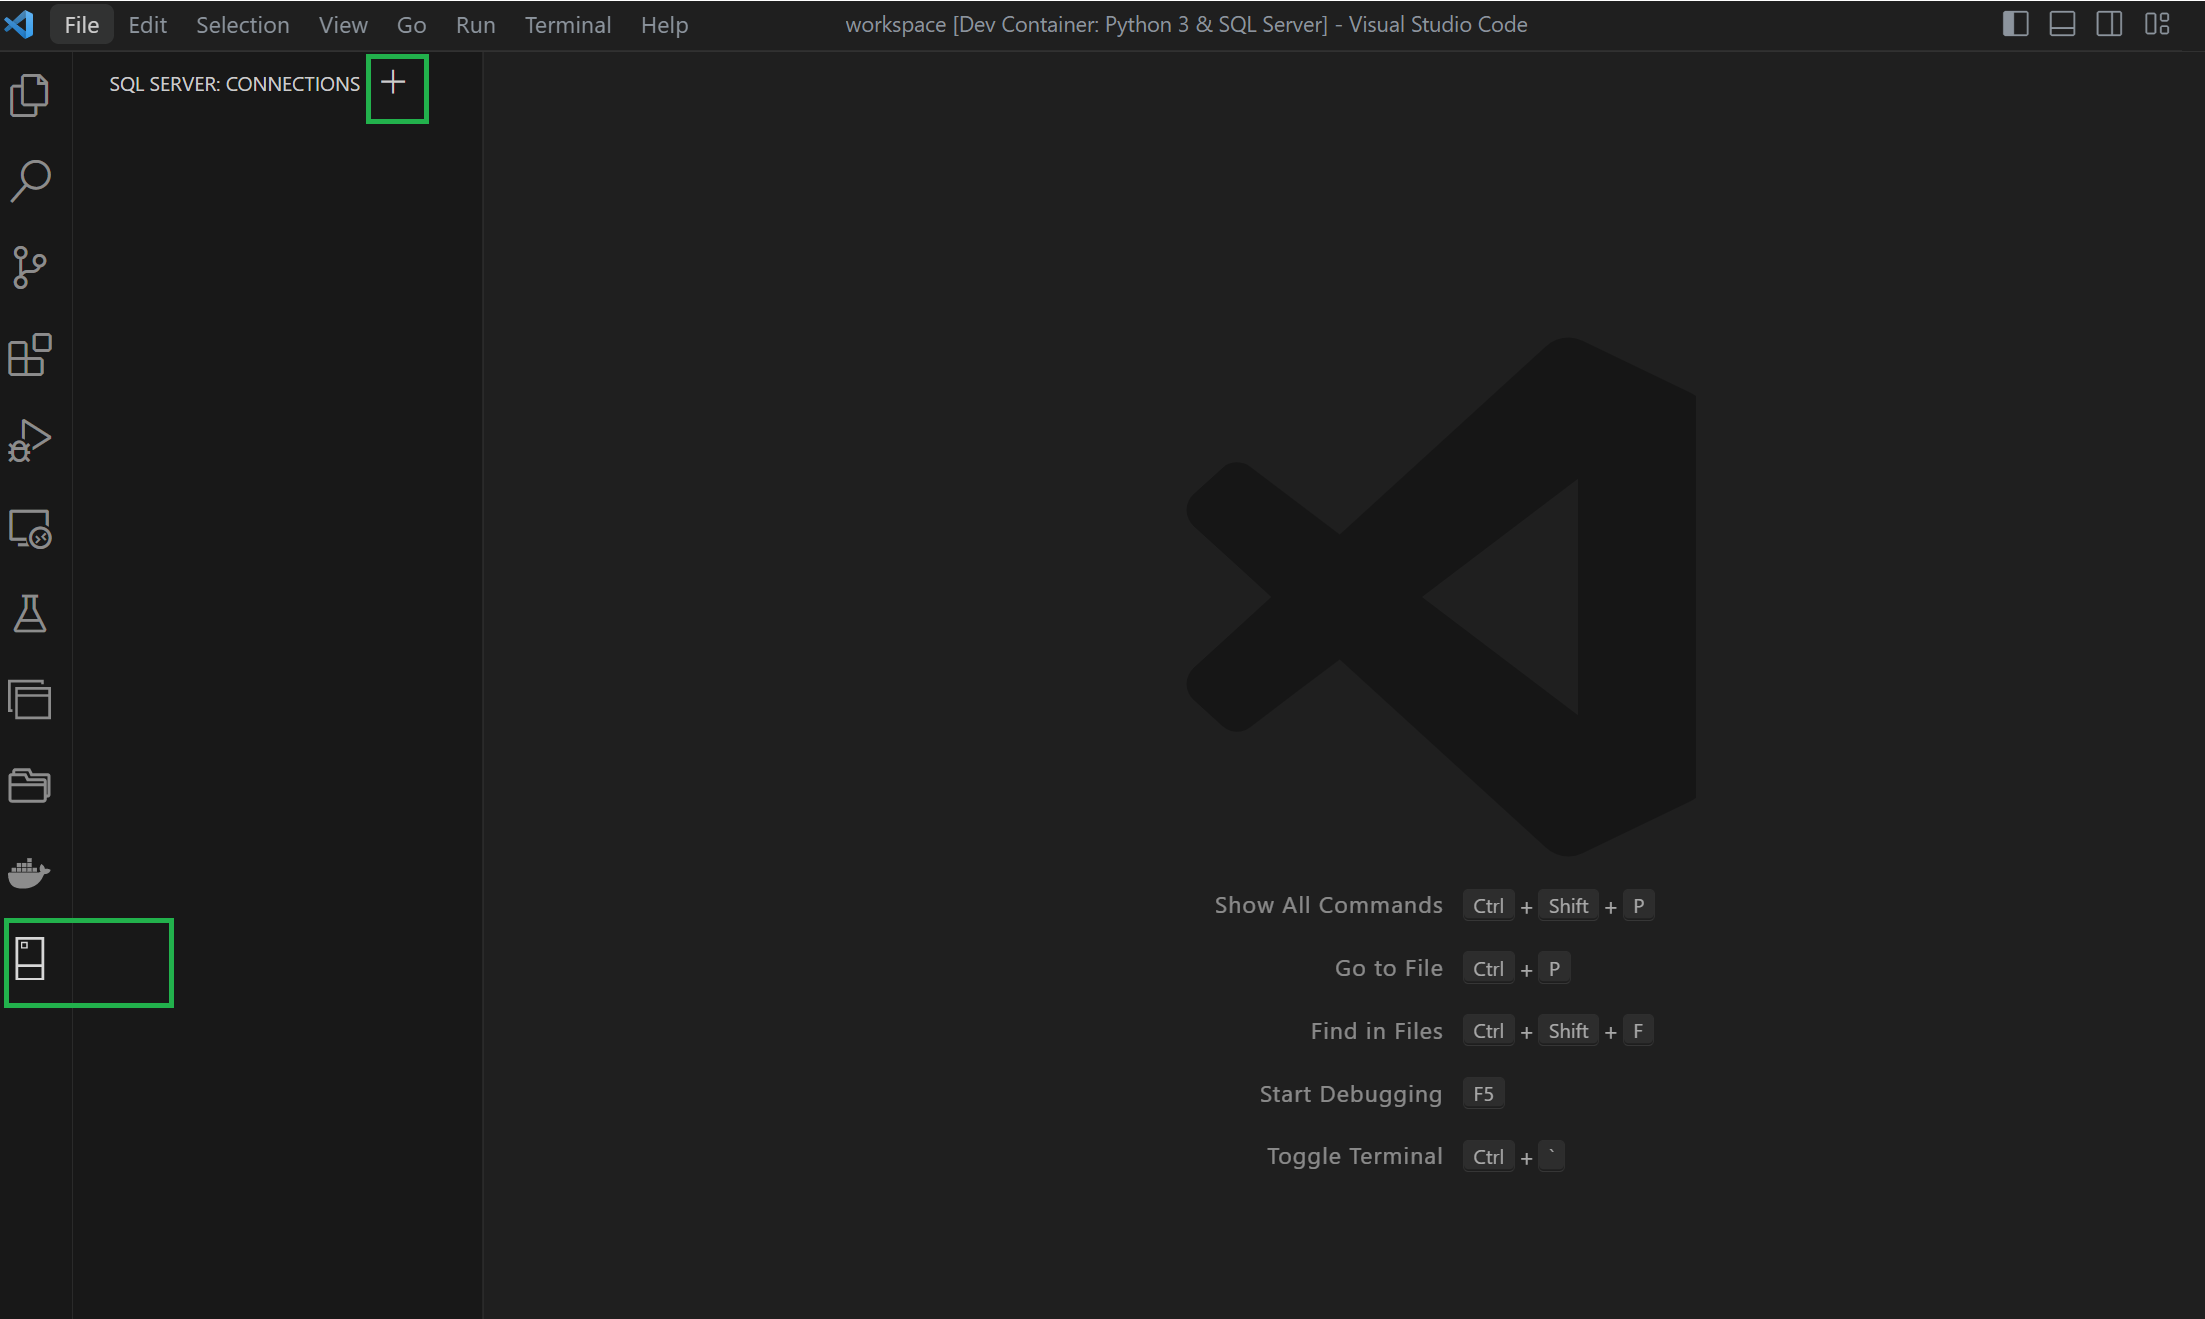 File Edit Selection View Go Run Terminal Help workspace [Dev Container: Python 3 & SQL Server] - Visual Studio Code
SQL SERVER: CONNECTIONS
Show All Commands Ctrl + Shift + P
Go to File Ctrl + P
Find in Files Ctrl + Shift + F
Start Debugging F5
Toggle Terminal Ctrl + `